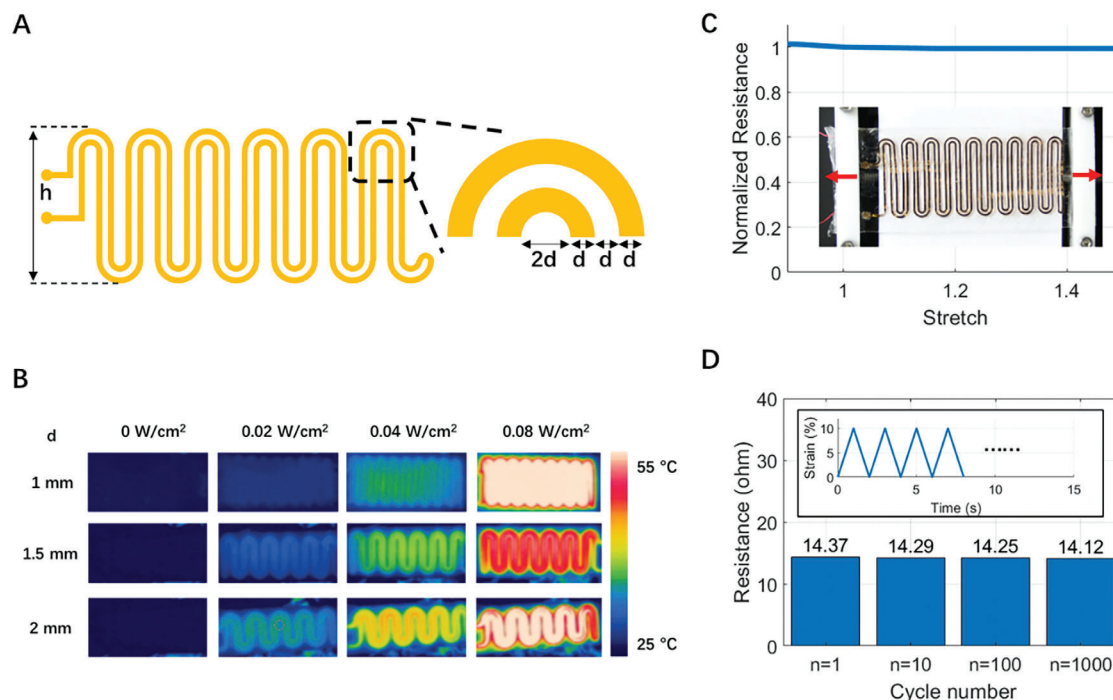 A
h
2d
d
d
d
B
d
0 W/cm²
0.02 W/cm²
0.04 W/cm²
0.08 W/cm²
1 mm
1.5 mm
2 mm
55 °C
25 °C
C
Normalized Resistance
1
0.8
0.6
0.4
0.2
0
1
1.2
1.4
Stretch
D
Resistance (ohm)
40
30
20
10
0
Strain (%)
10
5
0
0
5
10
15
Time (s)
14.37
14.29
14.25
14.12
n=1
n=10
n=100
n=1000
Cycle number